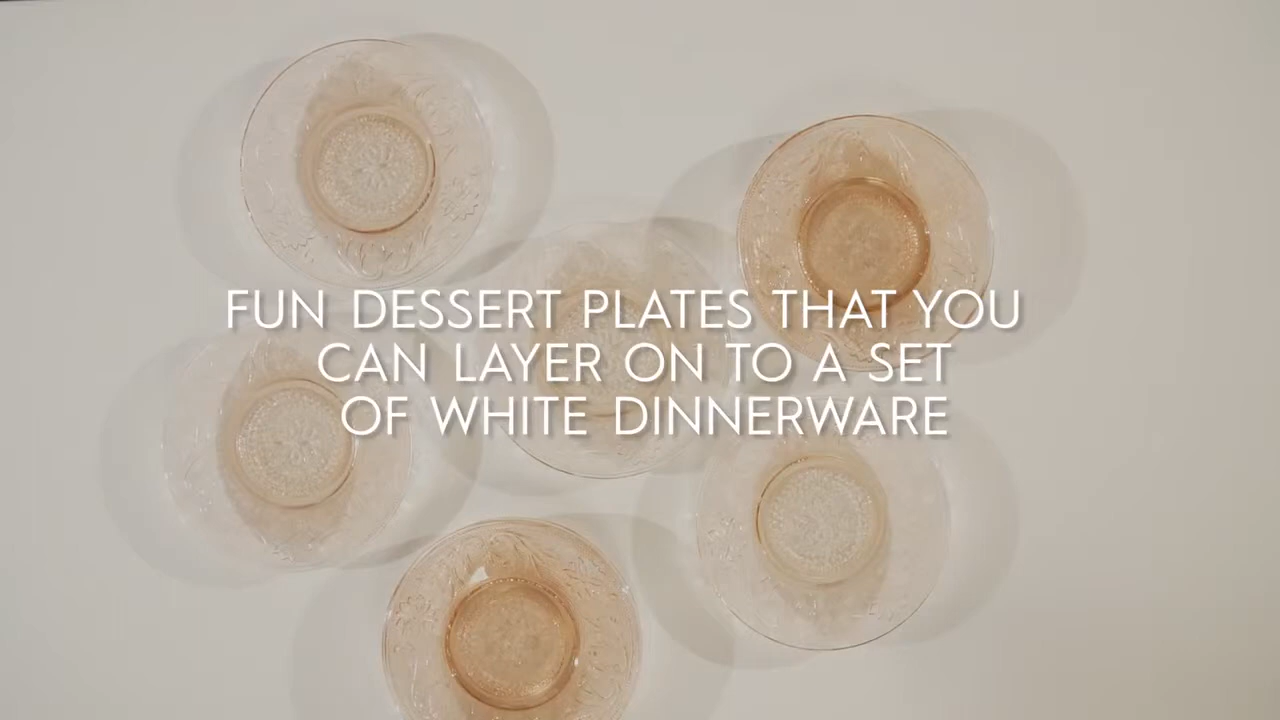 FUN DESSERT PLATES THAT YOU
CAN LAYER ON TO A SET
OF WHITE DINNERWARE